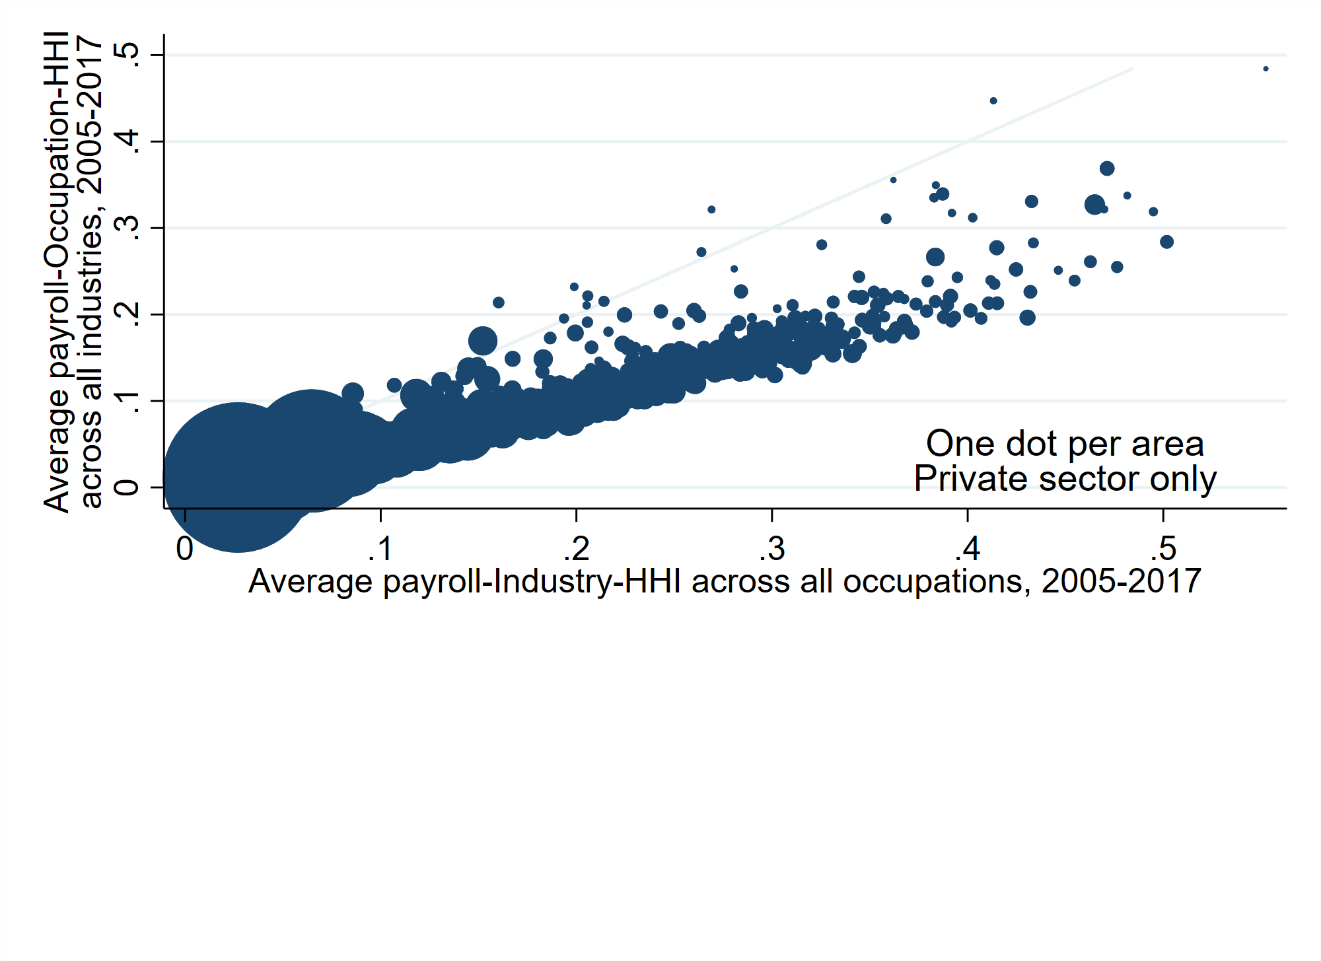 Average payroll-Occupation-HHI
across all industries, 2005-2017
.5
.4
.3
.2
.1
0
One dot per area
Private sector only
0 .1 .2 .3 .4 .5
Average payroll-Industry-HHI across all occupations, 2005-2017